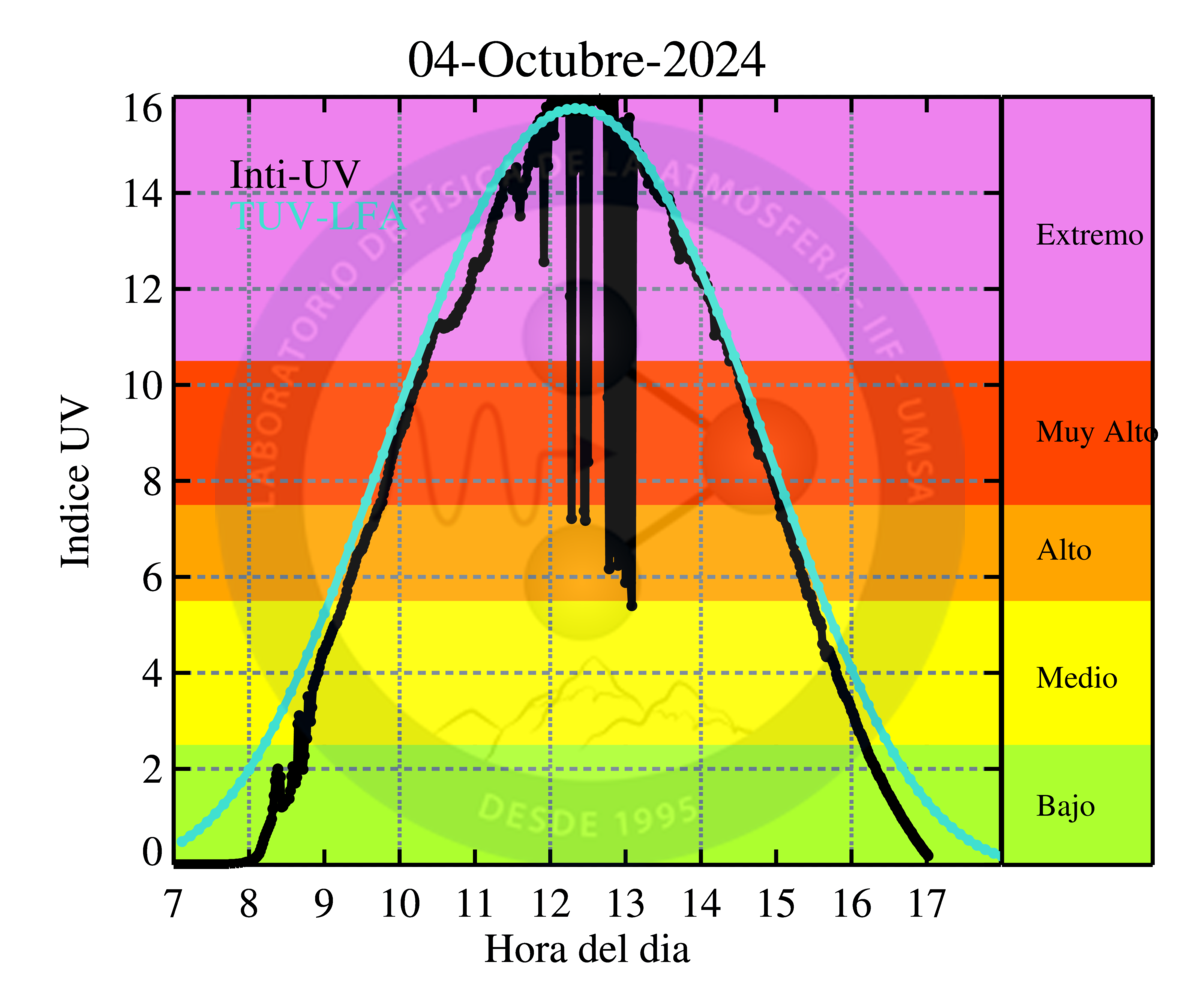 04-Octubre-2024
Inti-UV
TUV-LFA
LABORATORIO DE FISICA DE LA ATMÓSFERA - IIF - UMSA
DESDE 1995
Indice UV
16
14
12
10
8
6
4
2
0
Extremo
Muy Alto
Alto
Medio
Bajo
7 8 9 10 11 12 13 14 15 16 17
Hora del dia